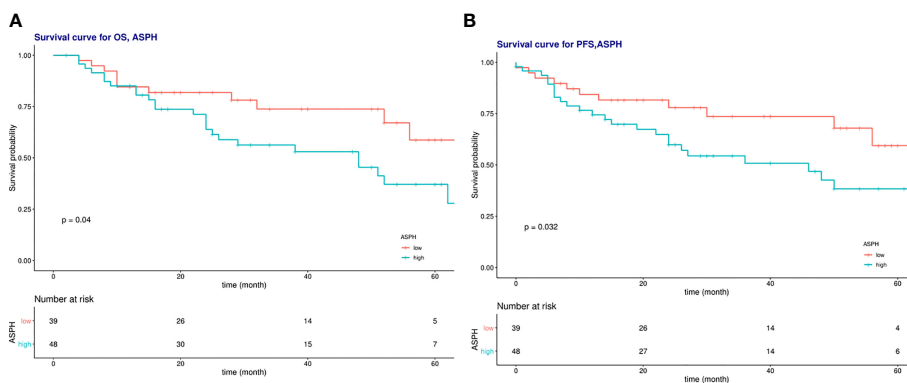 A
Survival curve for OS, ASPH
1.00
0.75
0.50
0.25
0.00
Survival probability
p = 0.04
ASPH
low
high
0 20 40 60
time (month)
Number at risk
ASPH
low 39 26 14 5
high 48 30 15 7
0 20 40 60
time (month)
B
Survival curve for PFS,ASPH
1.00
0.75
0.50
0.25
0.00
Survival probability
p = 0.032
ASPH
low
high
0 20 40 60
time (month)
Number at risk
ASPH
low 39 26 14 4
high 48 27 14 6
0 20 40 60
time (month)